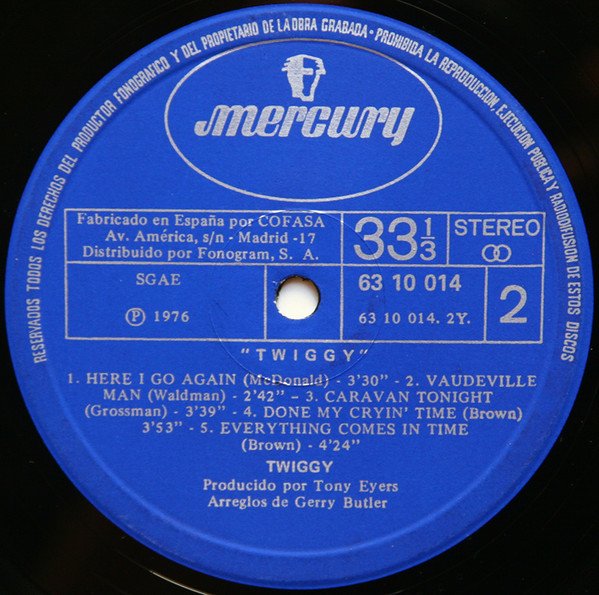 RESERVADOS TODOS LOS DERECHOS DEL PRODUCTOR FONOGRAFICO Y DEL PROPIETARIO DE LA OBRA GRABADA - PROHIBIDA LA REPRODUCCION, EJECUCION PUBLICA Y RADIODIFUSION DE ESTOS DISCOS
mercury
Fabricado en España por COFASA
Av. América, s/n - Madrid -17
Distribuido por Fonogram, S. A.
33 1/3
STEREO
SGAE
℗ 1976
63 10 014
63 10 014. 2Y.
2
"TWIGGY"
1. HERE I GO AGAIN (McDonald) - 3'30" - 2. VAUDEVILLE
MAN (Waldman) - 2'42" – 3. CARAVAN TONIGHT
(Grossman) - 3'39" - 4. DONE MY CRYIN' TIME (Brown)
3'53" - 5. EVERYTHING COMES IN TIME
(Brown) - 4'24"
TWIGGY
Producido por Tony Eyers
Arreglos de Gerry Butler